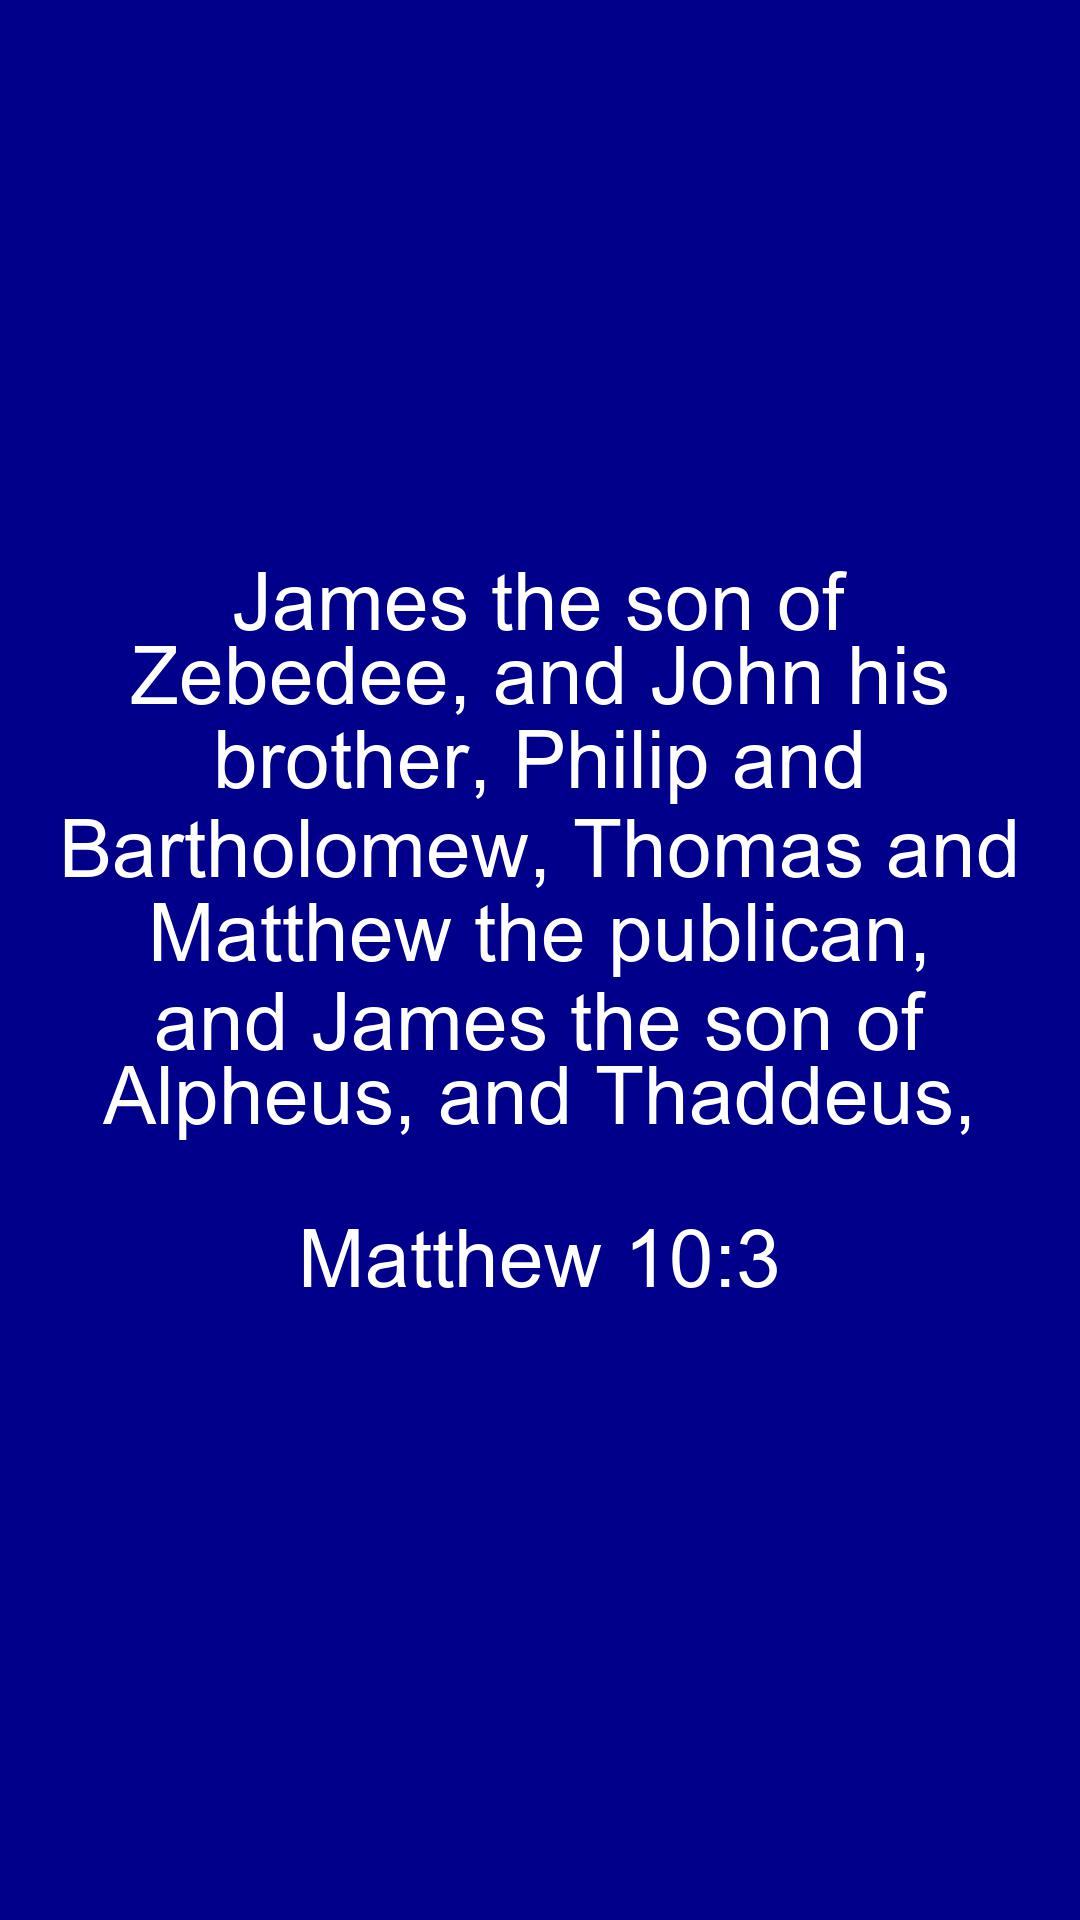 James the son of
Zebedee, and John his
brother, Philip and
Bartholomew, Thomas and
Matthew the publican,
and James the son of
Alpheus, and Thaddeus,
Matthew 10:3